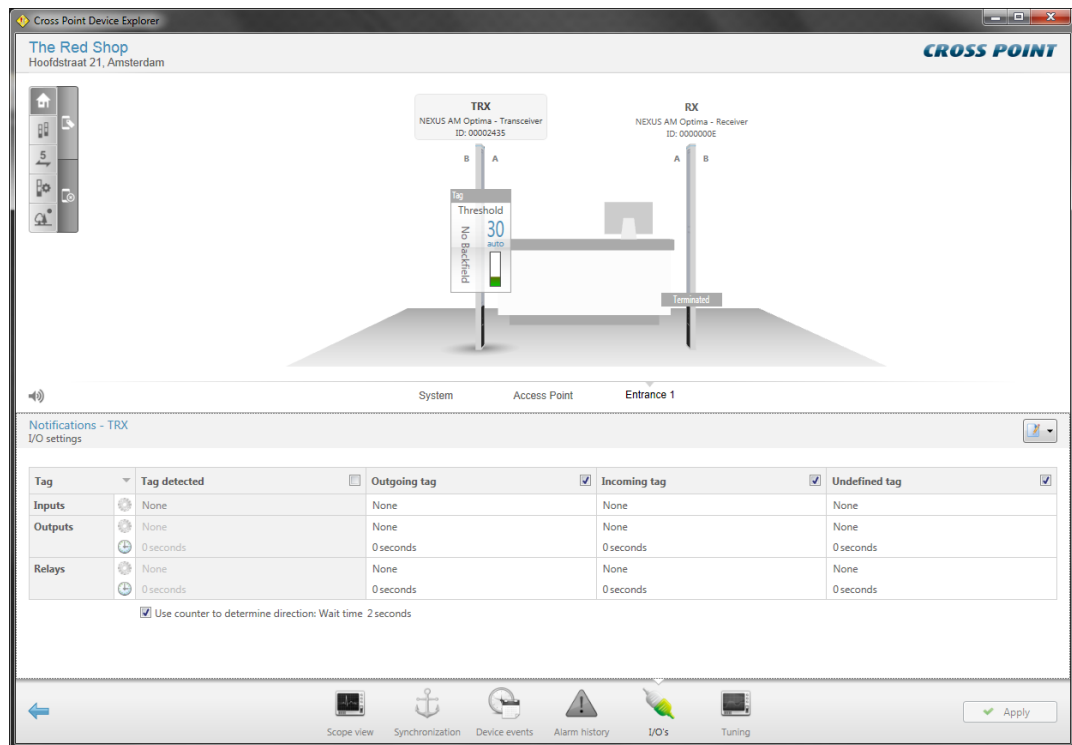 Cross Point Device Explorer
The Red Shop
Hoofdstraat 21, Amsterdam
CROSS POINT
5
TRX
NEXUS AM Optima - Transceiver
ID: 00002435
RX
NEXUS AM Optima - Receiver
ID: 0000000E
B A
A B
Tag
Threshold
30
auto
No Backfield
Terminated
System Access Point Entrance 1
Notifications - TRX
I/O settings
Tag Tag detected Outgoing tag Incoming tag Undefined tag
Inputs None None None None
Outputs None None None None
0 seconds 0 seconds 0 seconds 0 seconds
Relays None None None None
0 seconds 0 seconds 0 seconds 0 seconds
Use counter to determine direction: Wait time 2 seconds
Scope view Synchronization Device events Alarm history I/O's Tuning
Apply